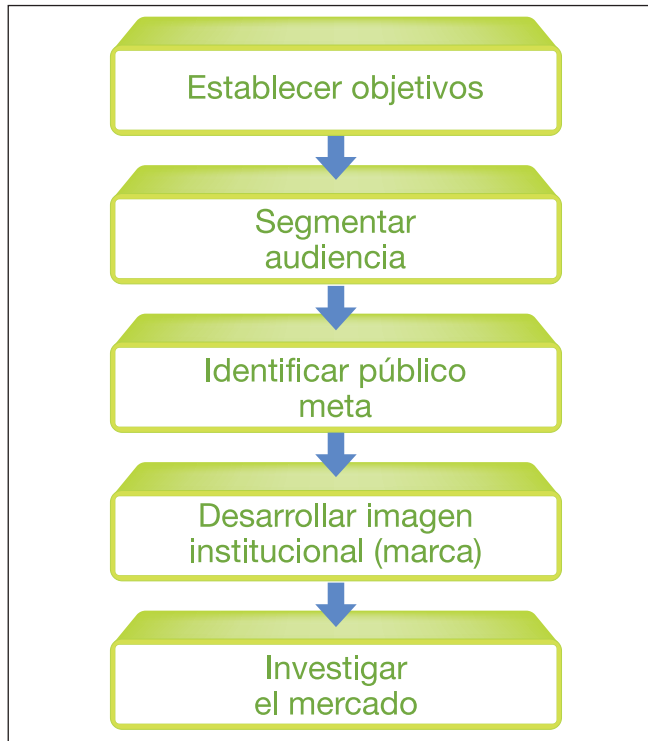 Establecer objetivos
Segmentar
audiencia
Identificar público
meta
Desarrollar imagen
institucional (marca)
Investigar
el mercado